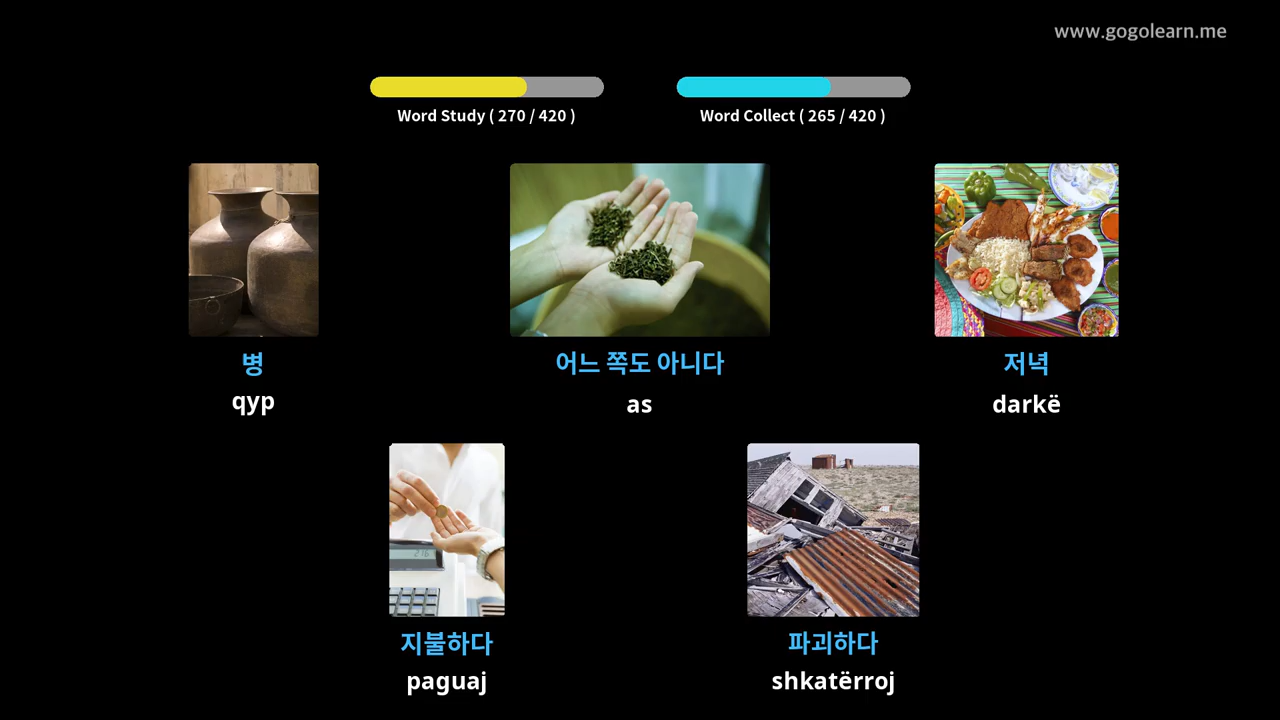 www.gogolearn.me
Word Study ( 270 / 420 )
Word Collect ( 265 / 420 )
병
qyp
어느 쪽도 아니다
as
저녁
darkë
지불하다
paguaj
파괴하다
shkatërroj